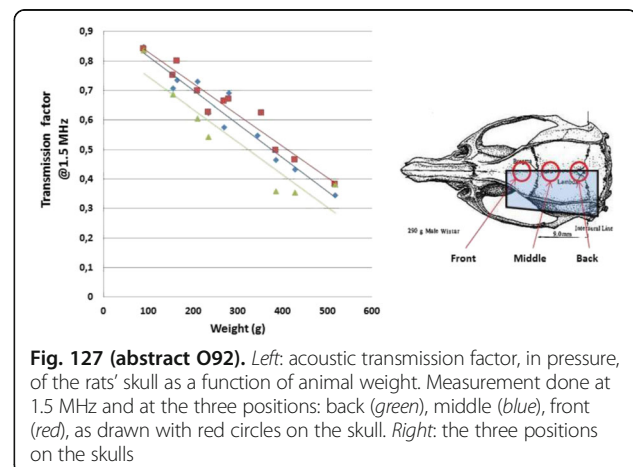 0,9
0,8
0,7
0,6
0,5
0,4
0,3
0,2
0,1
0
Transmission factor
@1.5 MHz
0 100 200 300 400 500 600
Weight (g)
Bregma
Lambda
290 g Male Wistar
Interaural Line
9.0mm
Front Middle Back
Fig. 127 (abstract O92). Left: acoustic transmission factor, in pressure,
of the rats’ skull as a function of animal weight. Measurement done at
1.5 MHz and at the three positions: back (green), middle (blue), front
(red), as drawn with red circles on the skull. Right: the three positions
on the skulls